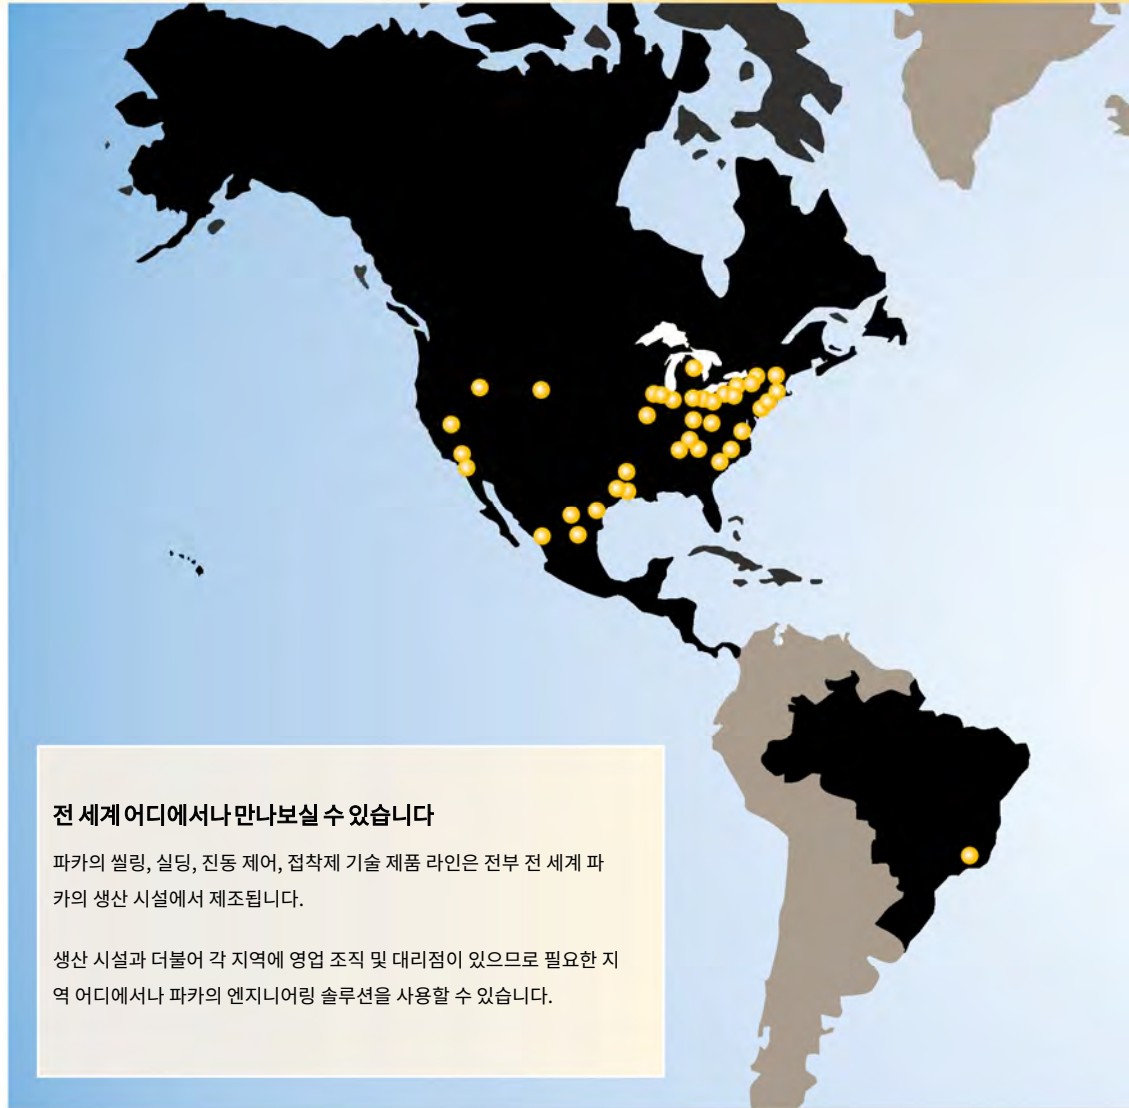 전 세계 어디에서나 만나보실 수 있습니다
파카의 씰링, 실딩, 진동 제어, 접착제 기술 제품 라인은 전부 전 세계 파
카의 생산 시설에서 제조됩니다.
생산 시설과 더불어 각 지역에 영업 조직 및 대리점이 있으므로 필요한 지
역 어디에서나 파카의 엔지니어링 솔루션을 사용할 수 있습니다.